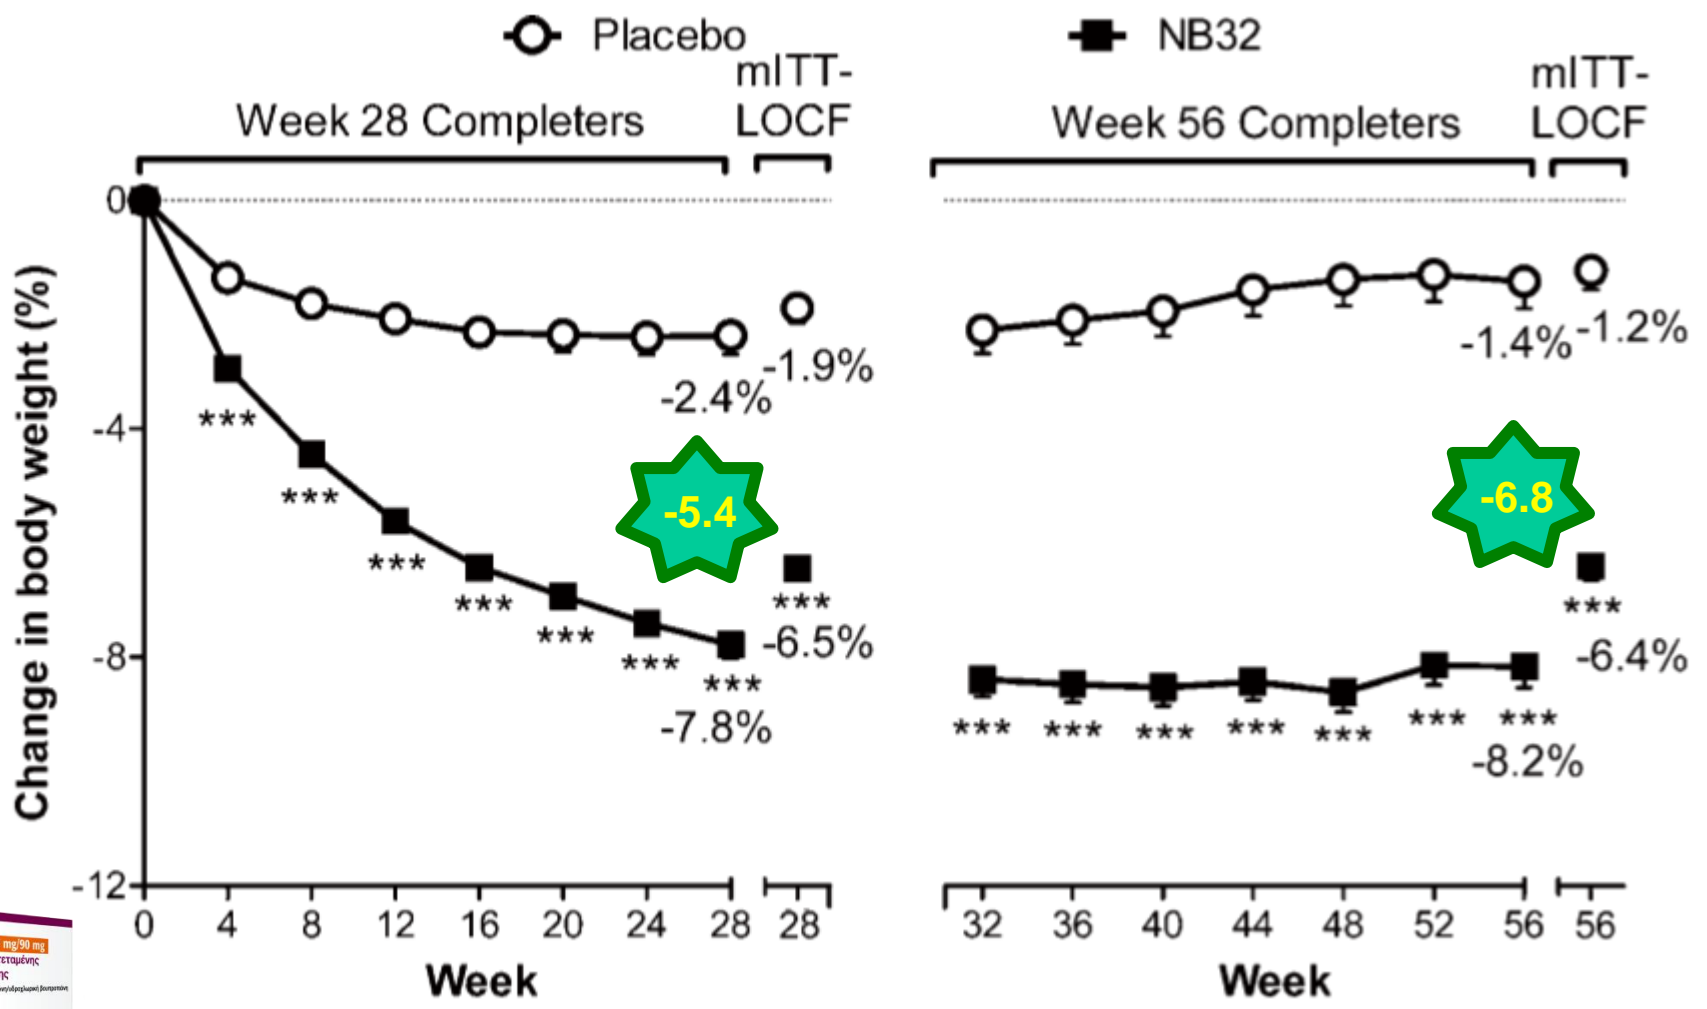 Placebo
NB32
mITT-
LOCF
Week 28 Completers
Week 56 Completers
mITT-
LOCF
Change in body weight (%)
0
-4
-8
-12
***
***
***
***
***
***
***
-2.4%
-7.8%
-1.9%
***
-6.5%
-5.4
***
***
***
***
***
***
***
-1.4%
-8.2%
-1.2%
***
-6.4%
-6.8
0 4 8 12 16 20 24 28 28
32 36 40 44 48 52 56 56
Week
Week
mg/90 mg